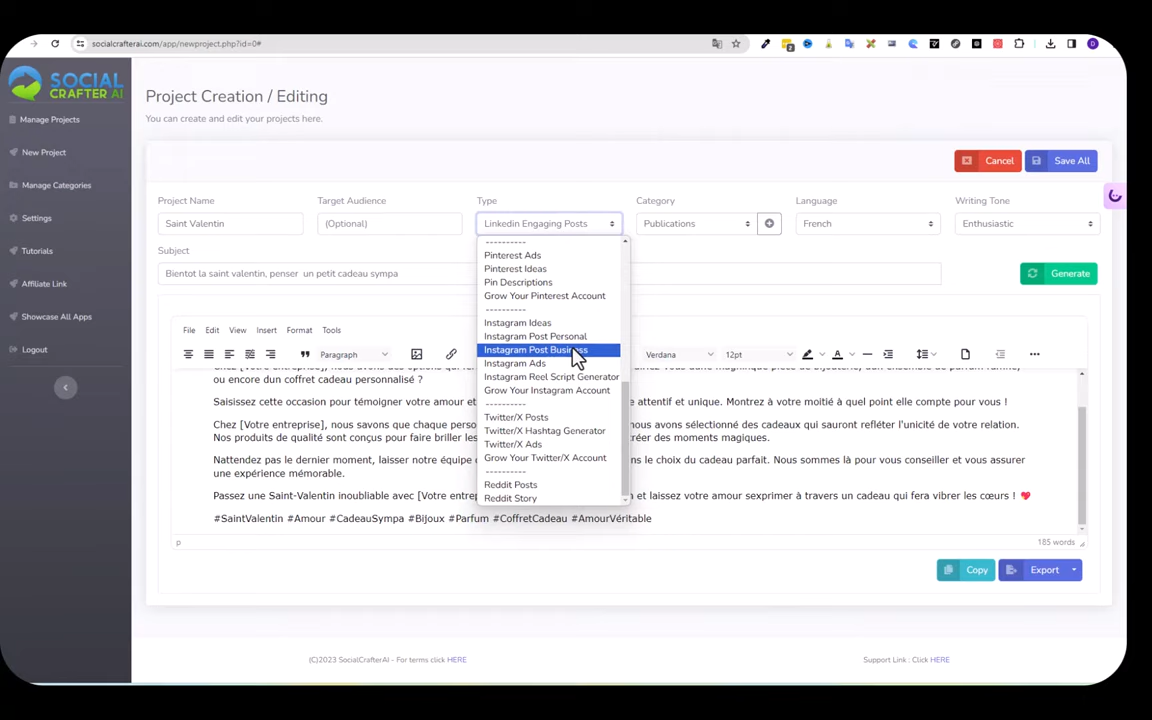 socialcrafterai.com/app/newproject.php?id=0#
SOCIAL
CRAFTER AI
Manage Projects
New Project
Manage Categories
Settings
Tutorials
Affiliate Link
Showcase All Apps
Logout
Project Creation / Editing
You can create and edit your projects here.
Cancel
Save All
Project Name
Target Audience
Type
Category
Language
Writing Tone
Saint Valentin
(Optional)
Linkedin Engaging Posts
Publications
French
Enthusiastic
Subject
Bientot la saint valentin, penser un petit cadeau sympa
Generate
----------
Pinterest Ads
Pinterest Ideas
Pin Descriptions
Grow Your Pinterest Account
----------
Instagram Ideas
Instagram Post Personal
Instagram Post Business
Instagram Ads
Instagram Reel Script Generator
Grow Your Instagram Account
----------
Twitter/X Posts
Twitter/X Hashtag Generator
Twitter/X Ads
Grow Your Twitter/X Account
----------
Reddit Posts
Reddit Story
File Edit View Insert Format Tools
Paragraph
Verdana
12pt
ou encore dun coffret cadeau personnalisé ?
Saisissez cette occasion pour témoigner votre amour e attentif et unique. Montrez à votre moitié à quel point elle compte pour vous !
Chez [Votre entreprise], nous savons que chaque perso nous avons sélectionné des cadeaux qui sauront refléter l'unicité de votre relation.
Nos produits de qualité sont conçus pour faire briller les créer des moments magiques.
Nattendez pas le dernier moment, laisser notre équipe ns le choix du cadeau parfait. Nous sommes là pour vous conseiller et vous assurer
une expérience mémorable.
Passez une Saint-Valentin inoubliable avec [Votre entrep n et laissez votre amour sexprimer à travers un cadeau qui fera vibrer les cœurs ! 💖
#SaintValentin #Amour #CadeauSympa #Bijoux #Parfum #CoffretCadeau #AmourVéritable
p
185 words
Copy
Export
(C)2023 SocialCrafterAI - For terms click HERE
Support Link : Click HERE